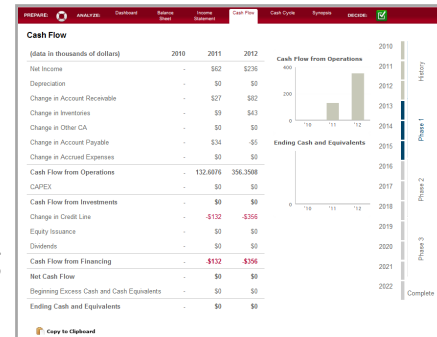 PREPARE: ANALYZE: Dashboard Balance Sheet Income Statement Cash Flow Cash Cycle Synopsis DECIDE:
Cash Flow
(data in thousands of dollars) 2010 2011 2012
Net Income - $62 $236
Depreciation - $0 $0
Change in Account Receivable - $27 $82
Change in Inventories - $9 $43
Change in Other CA - $0 $0
Change in Account Payable - $34 -$5
Change in Accrued Expenses - $0 $0
Cash Flow from Operations - 132.6076 356.3508
CAPEX - $0 $0
Cash Flow from Investments - $0 $0
Change in Credit Line - -$132 -$356
Equity Issuance - $0 $0
Dividends - $0 $0
Cash Flow from Financing - -$132 -$356
Net Cash Flow - $0 $0
Beginning Excess Cash and Cash Equivalents - $0 $0
Ending Cash and Equivalents - $0 $0
Copy to Clipboard
Cash Flow from Operations
400
200
0
'10 '11 '12
Ending Cash and Equivalents
0
'10 '11 '12
2010
2011
2012
2013
2014
2015
2016
2017
2018
2019
2020
2021
2022
History
Phase 1
Phase 2
Phase 3
Complete